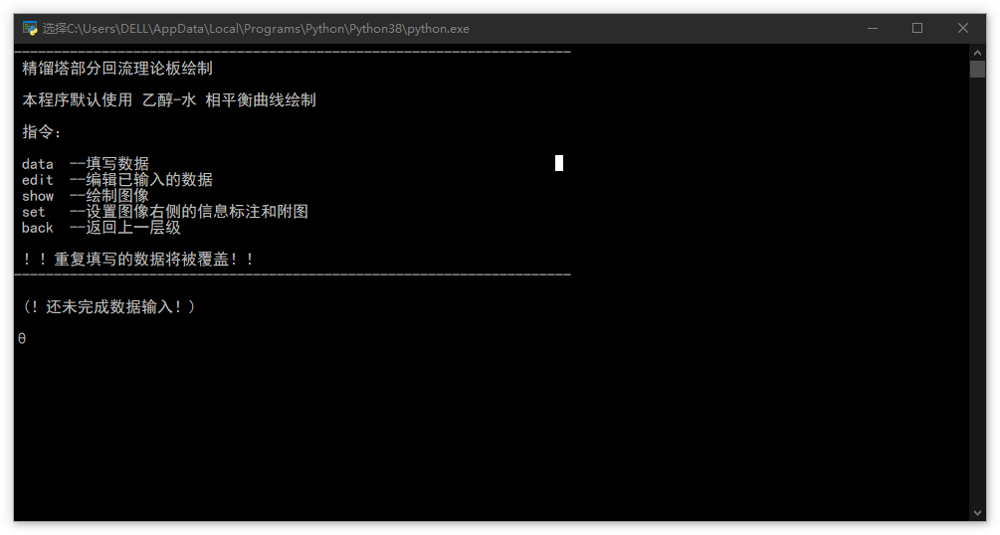 选择C:\Users\DELL\AppData\Local\Programs\Python\Python38\python.exe
----------------------------------------------------------------------
精馏塔部分回流理论板绘制
本程序默认使用 乙醇-水 相平衡曲线绘制
指令：
data --填写数据
edit --编辑已输入的数据
show --绘制图像
set --设置图像右侧的信息标注和附图
back --返回上一层级
！！重复填写的数据将被覆盖！！
----------------------------------------------------------------------
（！还未完成数据输入！）
θ